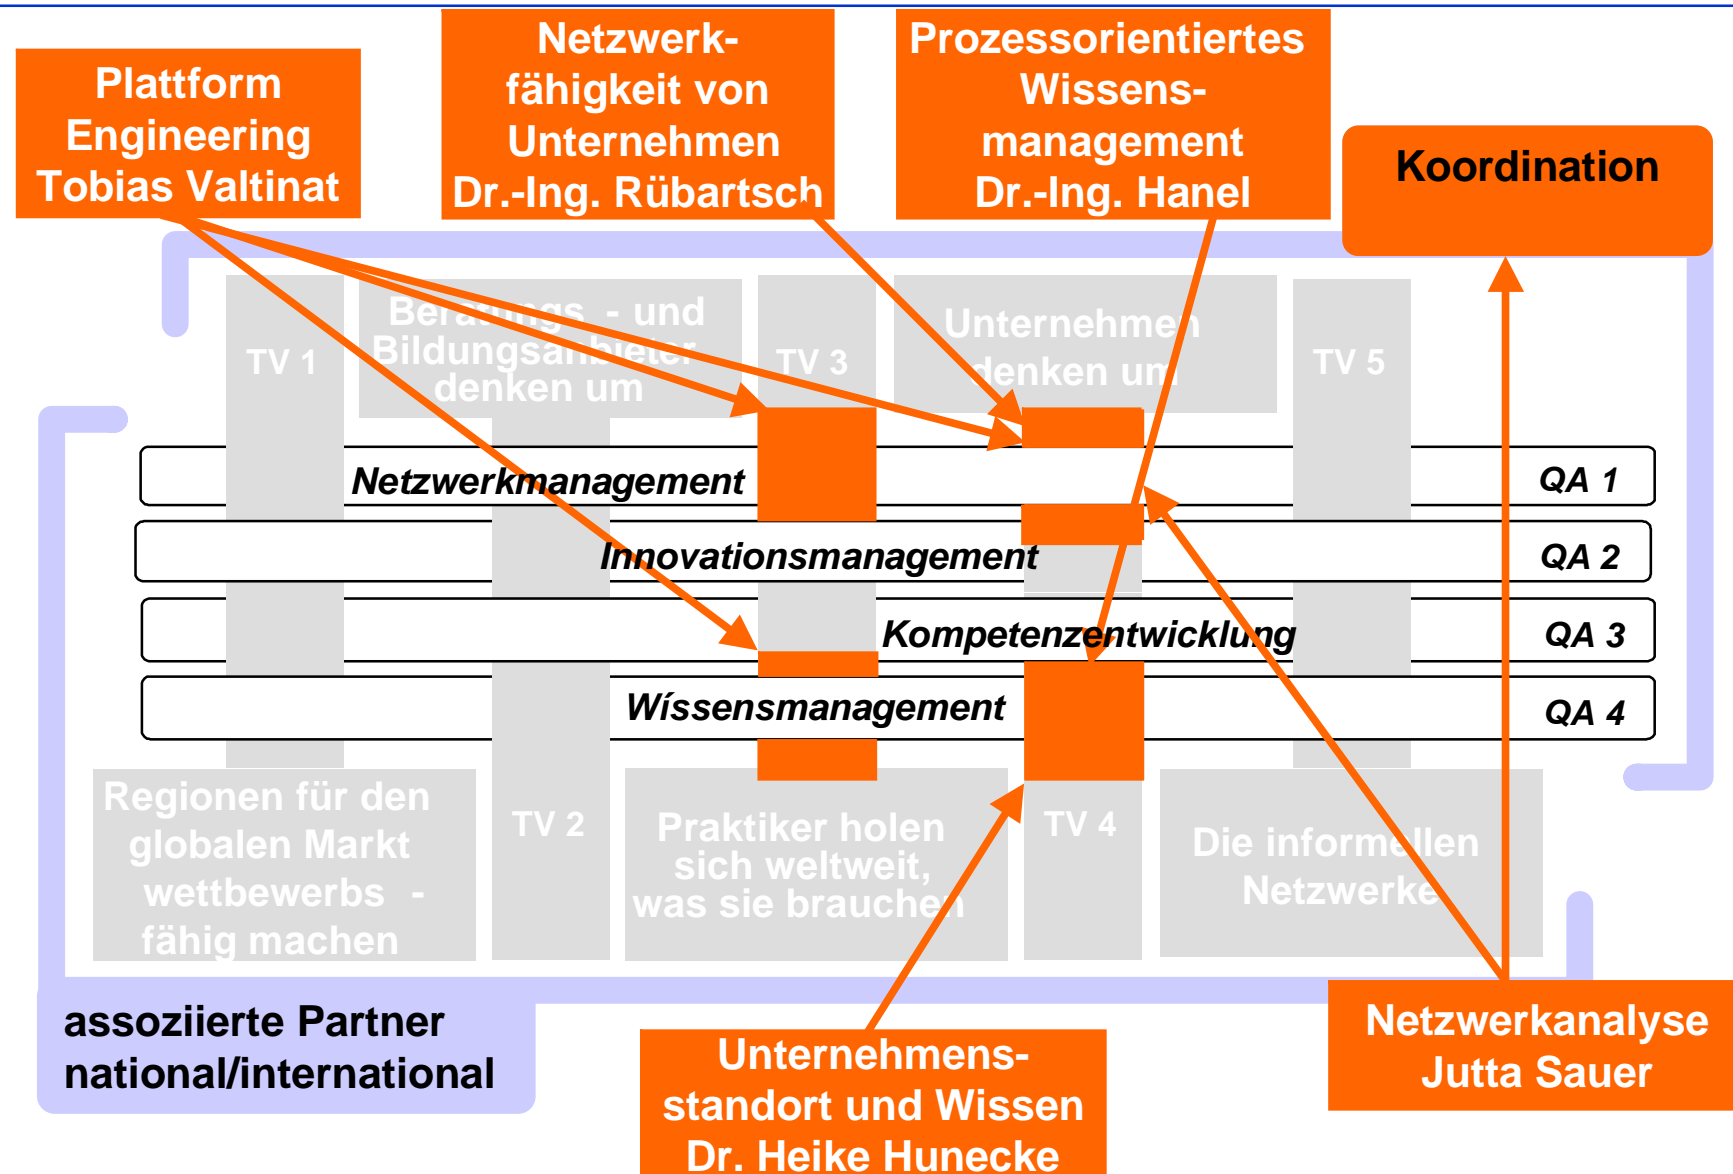 Plattform
Engineering
Tobias Valtinat
Netzwerk-
fähigkeit von
Unternehmen
Dr.-Ing. Rübartsch
Prozessorientiertes
Wissens-
management
Dr.-Ing. Hanel
Koordination
TV 1
Beratungs - und
Bildungsanbieter
denken um
TV 3
Unternehmen
denken um
TV 5
Netzwerkmanagement QA 1
Innovationsmanagement QA 2
Kompetenzentwicklung QA 3
Wíssensmanagement QA 4
Regionen für den
globalen Markt
wettbewerbs -
fähig machen
TV 2
Praktiker holen
sich weltweit,
was sie brauchen
TV 4
Die informellen
Netzwerke
assoziierte Partner
national/international
Unternehmens-
standort und Wissen
Dr. Heike Hunecke
Netzwerkanalyse
Jutta Sauer